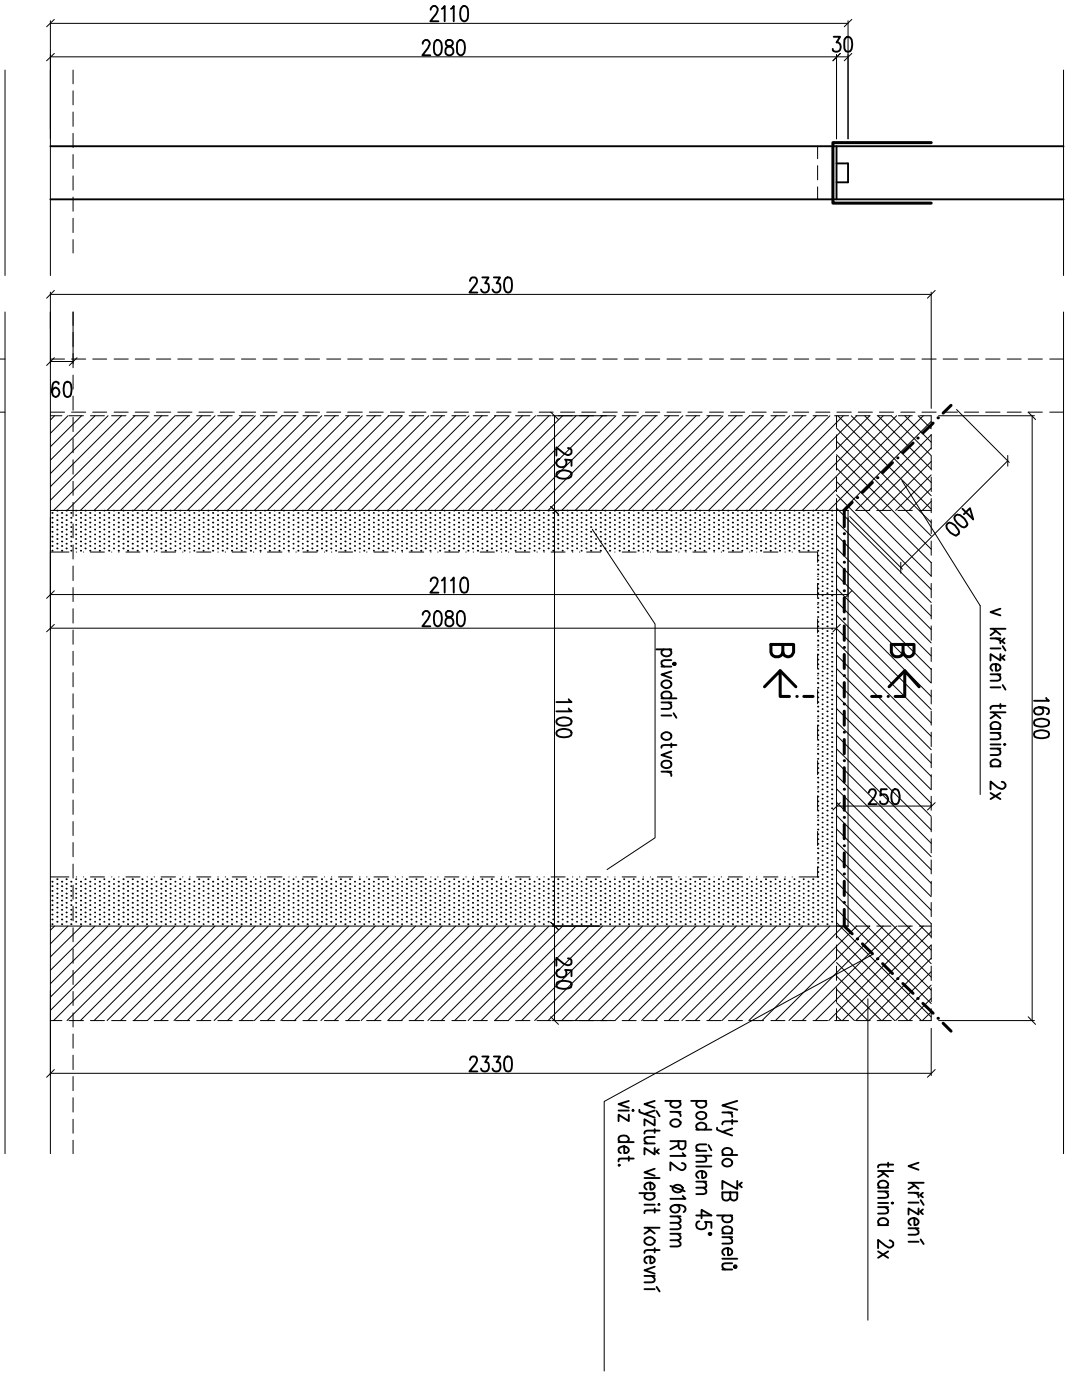 2110
2080
30
2330
60
250
400
2110
2080
v křížení tkanina 2x
1600
B
B
původní otvor
1100
250
250
2330
v křížení
tkanina 2x
Vrty do ŽB panelů
pod úhlem 45°
pro R12 ø16mm
výztuž vlepit kotevní
viz det.